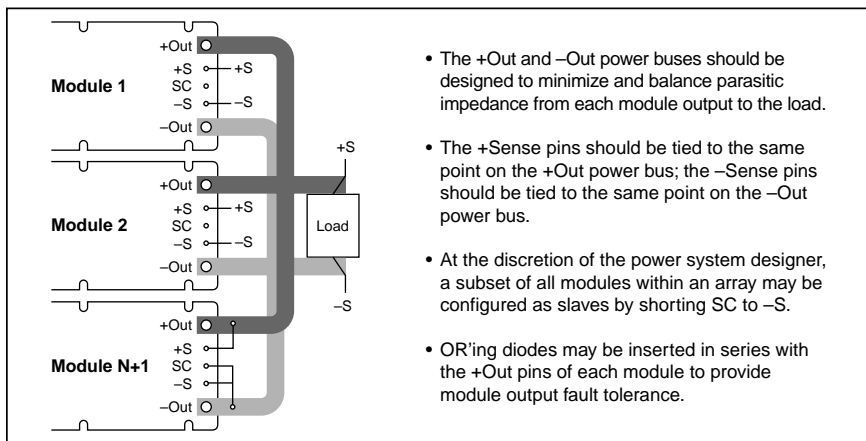 +Out
+S
+S
Module 1
SC
–S
–S
–Out
+S
+Out
+S
+S
Module 2
SC
Load
–S
–S
–Out
–S
+Out
+S
Module N+1
SC
–S
–Out
• The +Out and –Out power buses should be
designed to minimize and balance parasitic
impedance from each module output to the load.
• The +Sense pins should be tied to the same
point on the +Out power bus; the –Sense pins
should be tied to the same point on the –Out
power bus.
• At the discretion of the power system designer,
a subset of all modules within an array may be
configured as slaves by shorting SC to –S.
• OR'ing diodes may be inserted in series with
the +Out pins of each module to provide
module output fault tolerance.